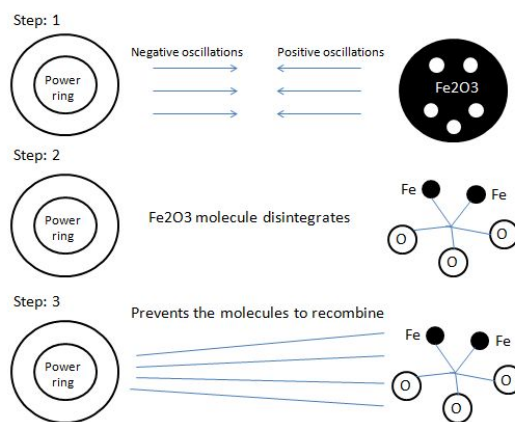 Step: 1
Negative oscillations
Positive oscillations
Power
ring
Fe2O3
Step: 2
Power
ring
Fe2O3 molecule disintegrates
Fe
Fe
O
O
O
Step: 3
Prevents the molecules to recombine
Power
ring
Fe
Fe
O
O
O